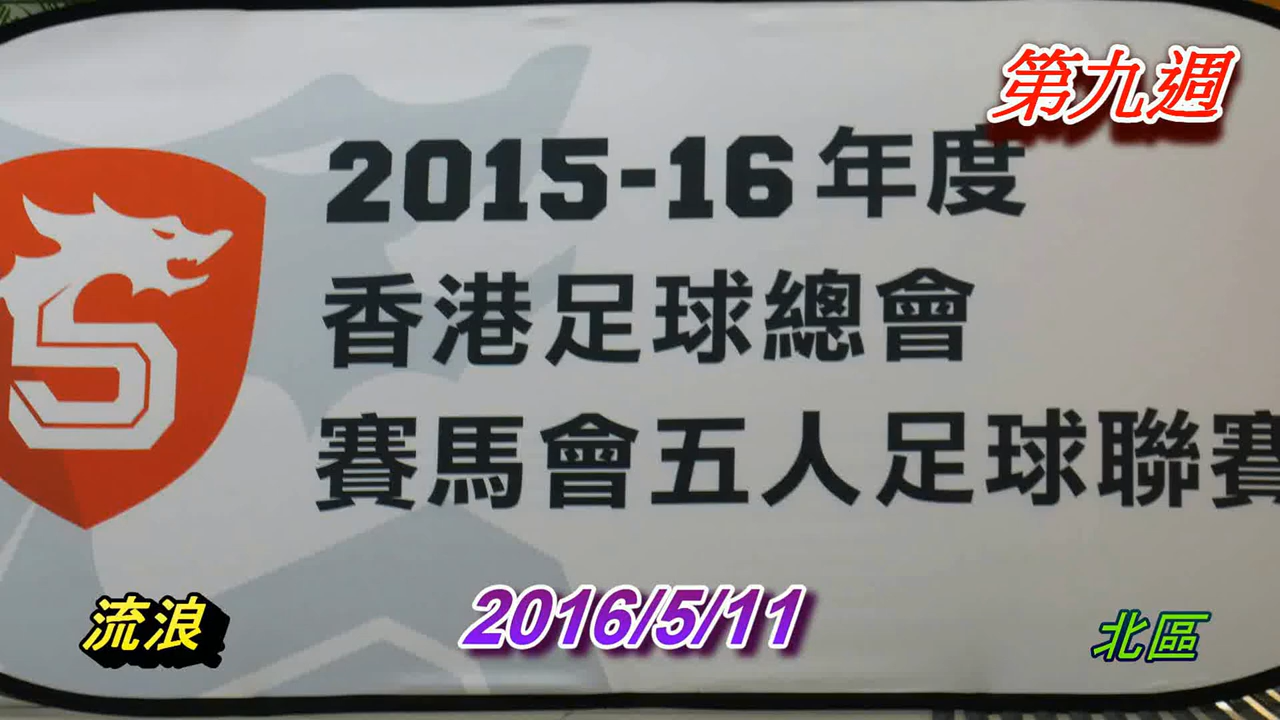 第九週
2015-16年度
香港足球總會
賽馬會五人足球聯賽
流浪
2016/5/11
北區